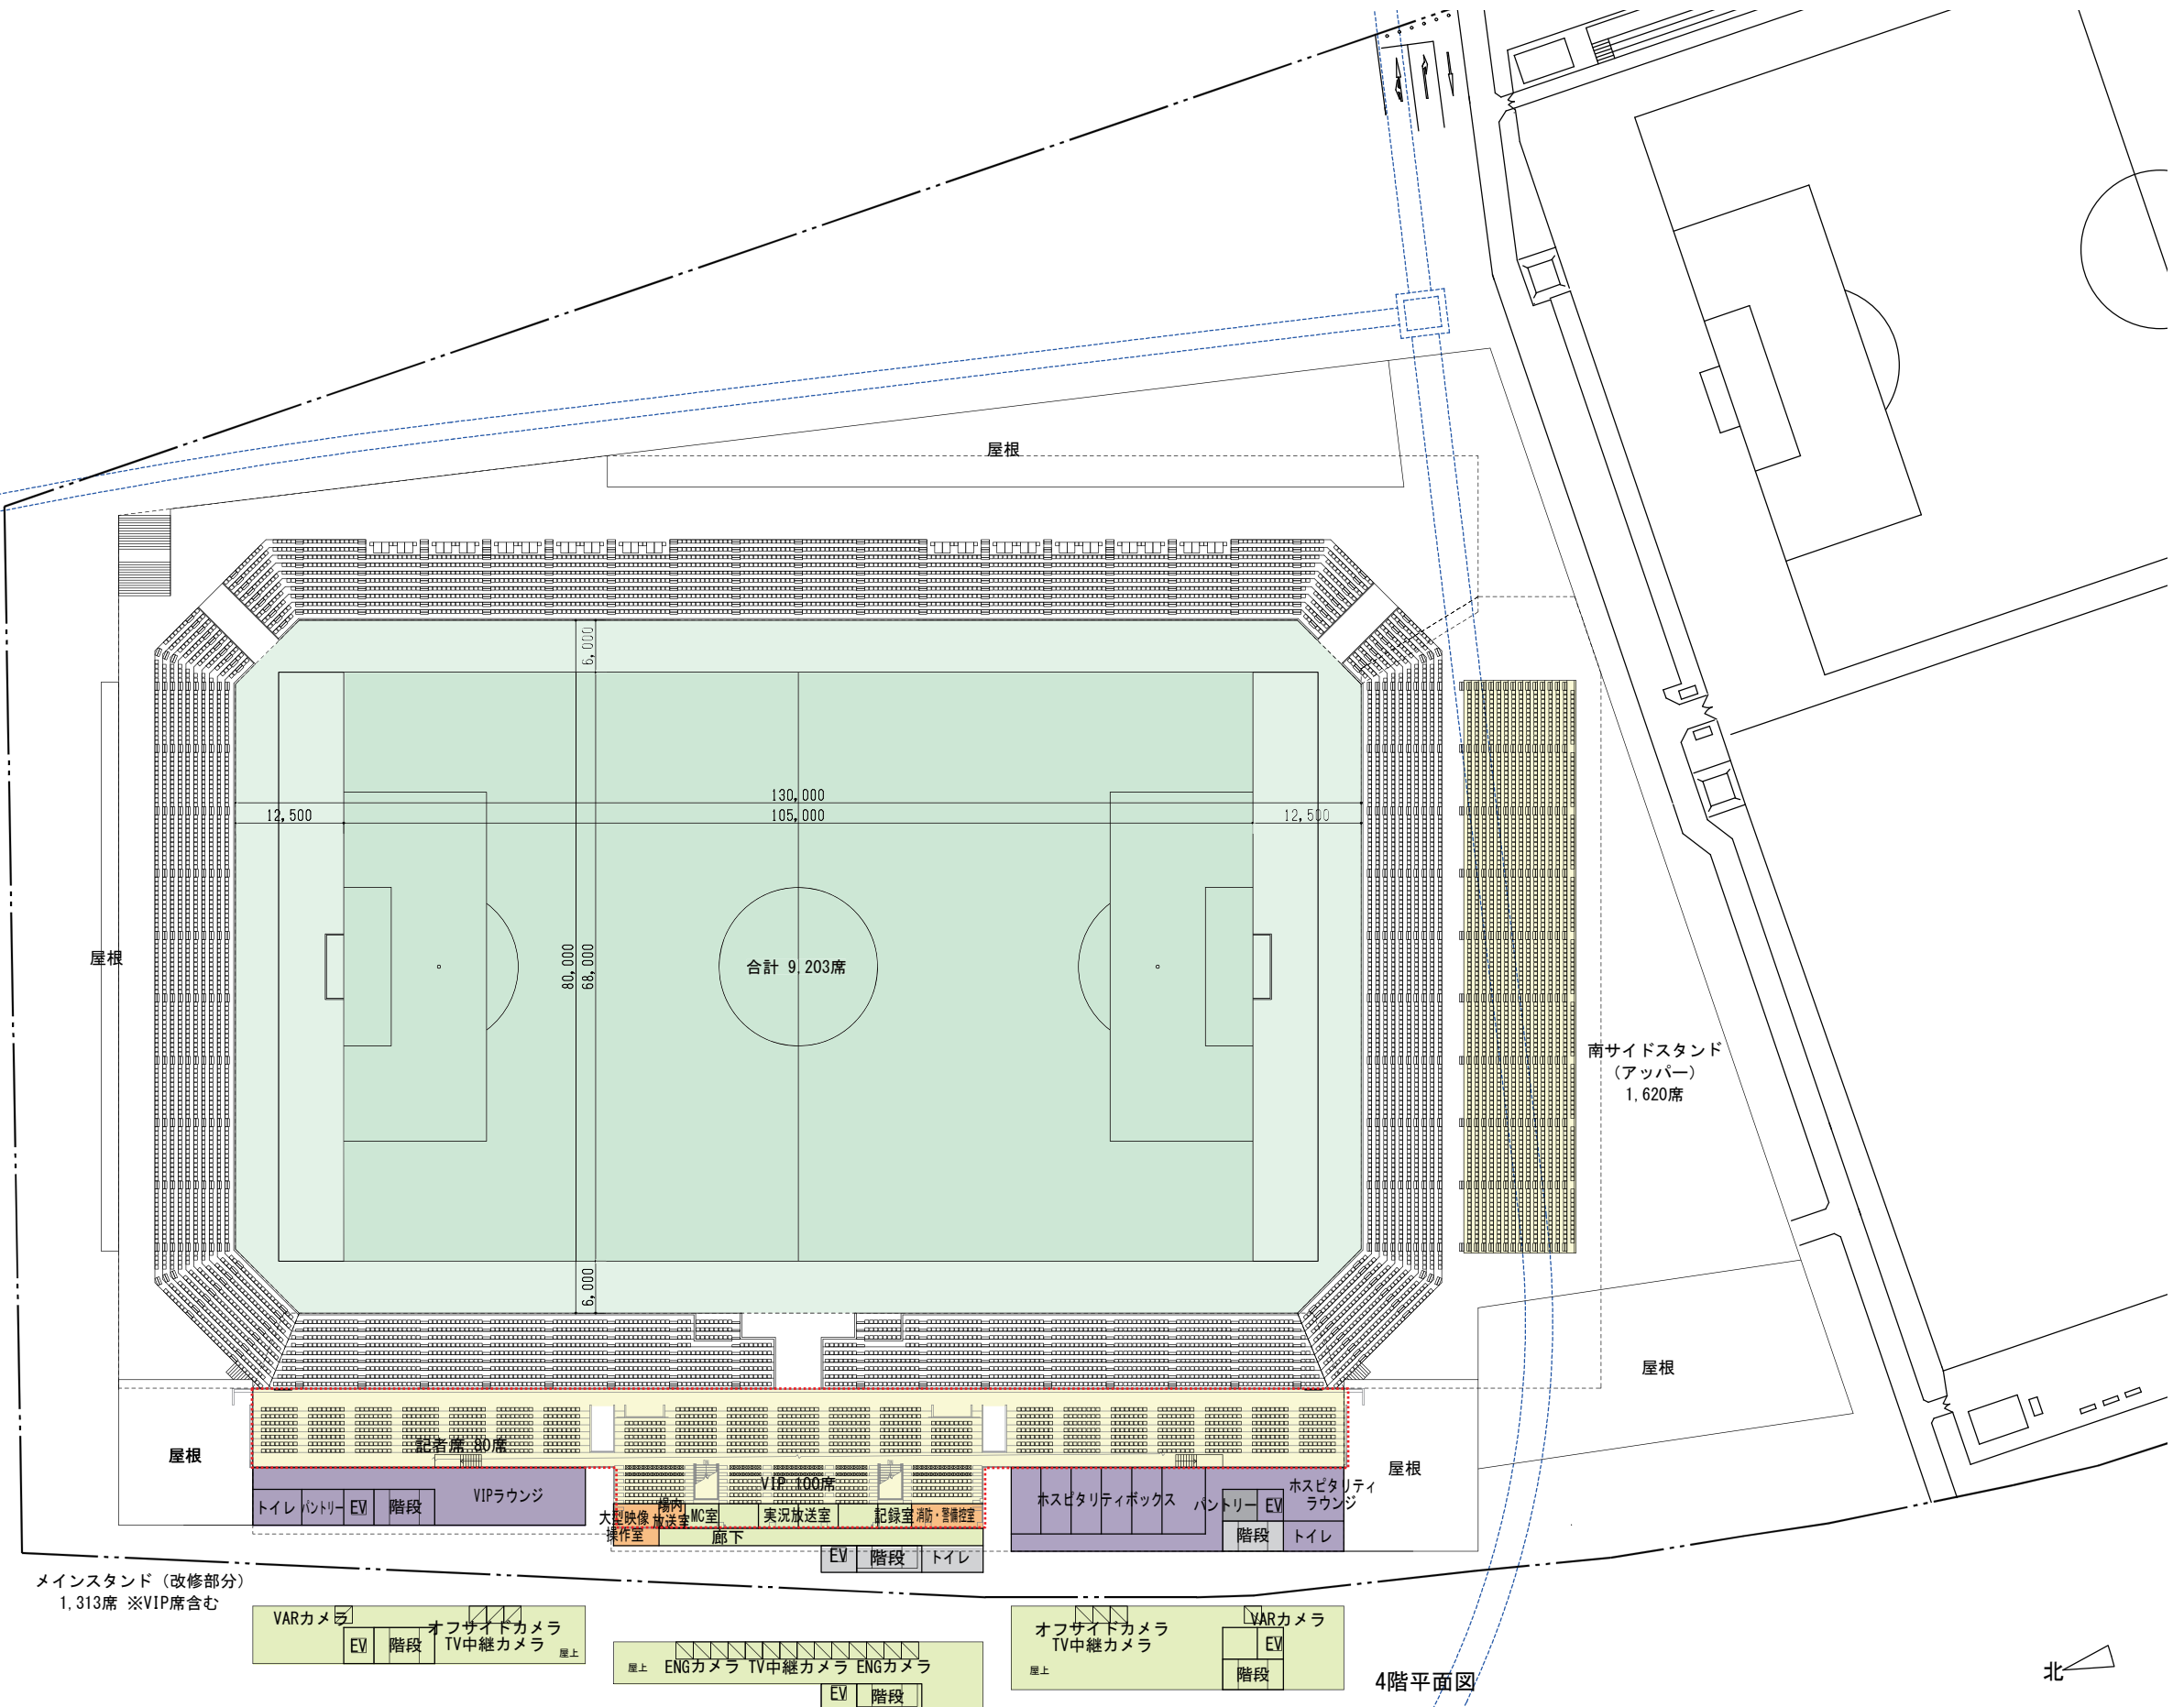 屋根
6,000
130,000
12,500
105,000
12,500
80,000
68,000
合計 9,203席
屋根
南サイドスタンド
（アッパー）
1,620席
6,000
屋根
記者席 80席
屋根
屋根
VIP 100席
VIPラウンジ
トイレ
パントリー
EV
階段
大型映像
操作室
場内
放送室
MC室
実況放送室
記録室
消防・警備控室
廊下
EV
階段
トイレ
ホスピタリティボックス
パントリー
EV
ホスピタリティ
ラウンジ
階段
トイレ
メインスタンド（改修部分）
1,313席 ※VIP席含む
VARカメラ
オフサイドカメラ
TV中継カメラ
EV
階段
屋上
屋上
ENGカメラ TV中継カメラ ENGカメラ
EV
階段
オフサイドカメラ
TV中継カメラ
屋上
VARカメラ
EV
階段
4階平面図
北